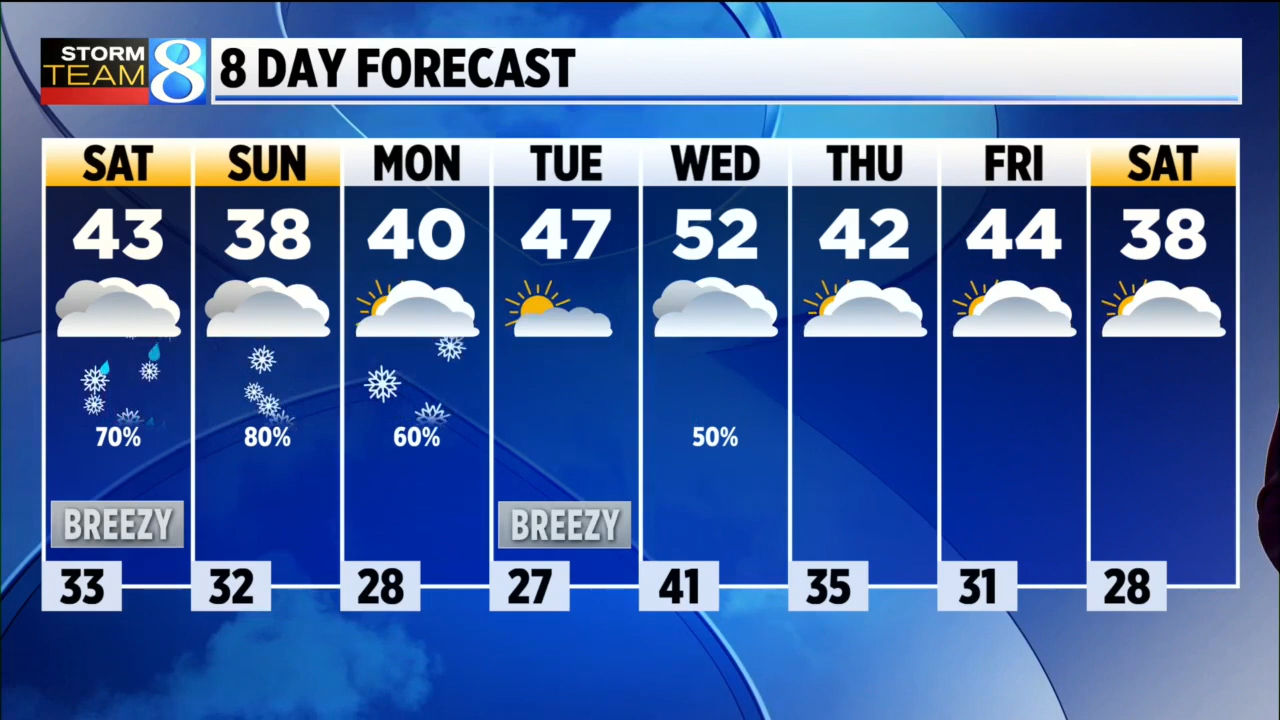 STORM
TEAM 8
8 DAY FORECAST
SAT SUN MON TUE WED THU FRI SAT
43 38 40 47 52 42 44 38
70% 80% 60% 50%
BREEZY BREEZY
33 32 28 27 41 35 31 28